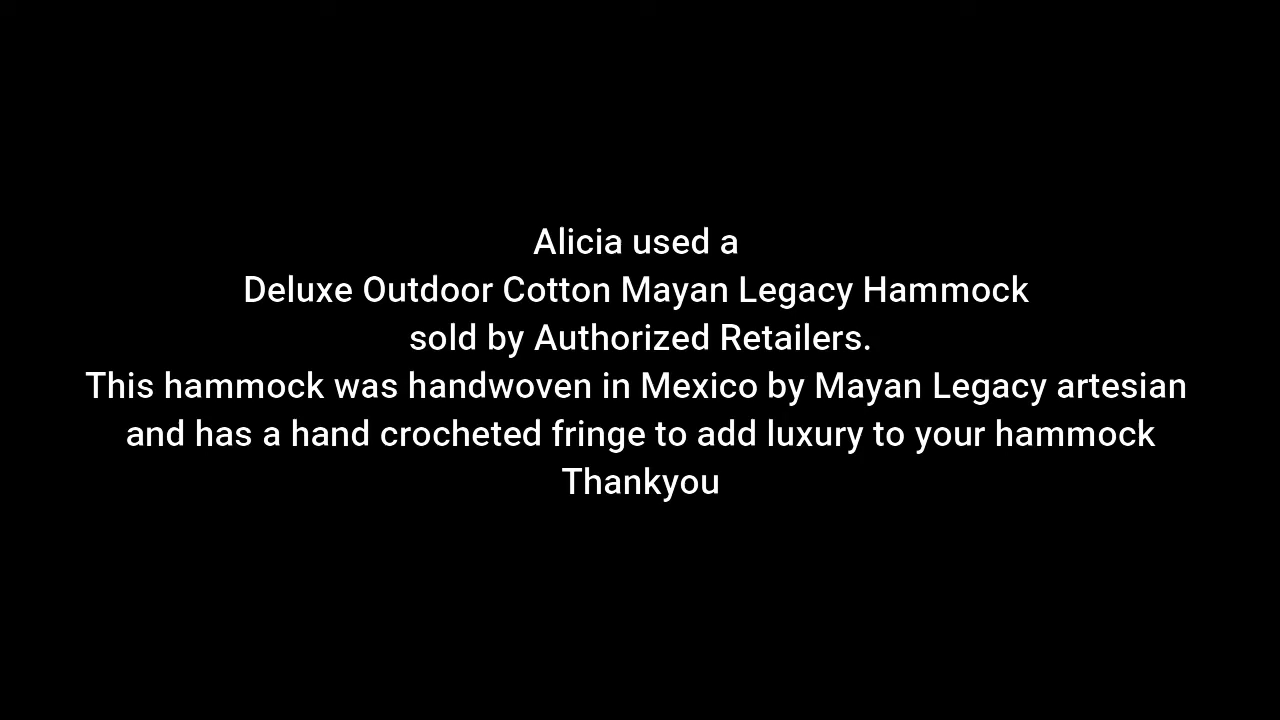 Alicia used a
Deluxe Outdoor Cotton Mayan Legacy Hammock
sold by Authorized Retailers.
This hammock was handwoven in Mexico by Mayan Legacy artesian
and has a hand crocheted fringe to add luxury to your hammock
Thankyou